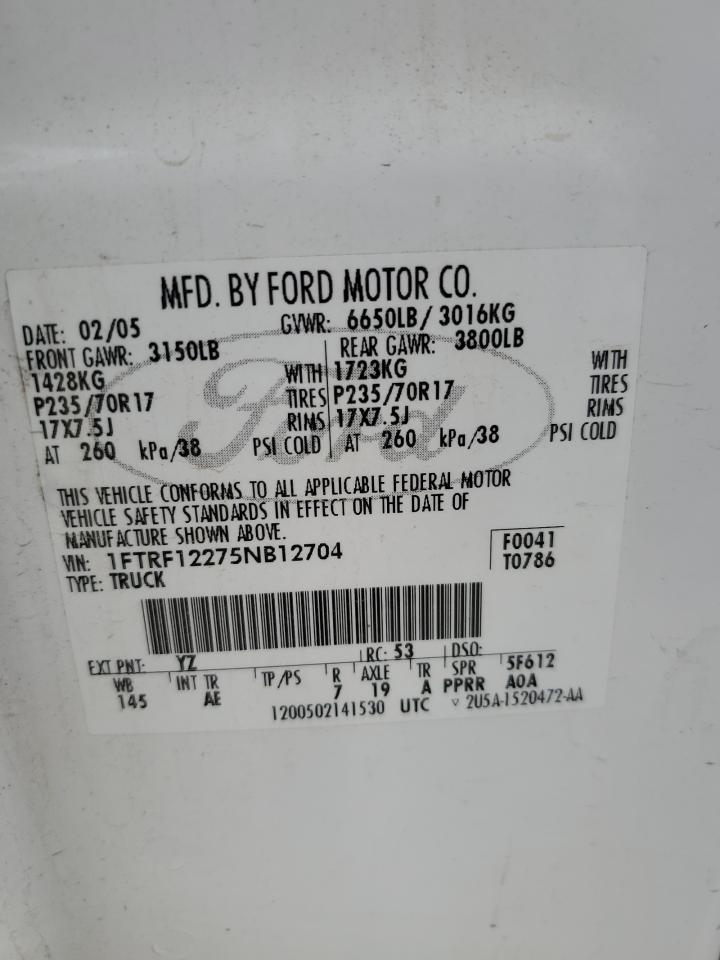 MFD. BY FORD MOTOR CO.
DATE: 02/05 GVWR: 6650LB/ 3016KG
FRONT GAWR: 3150LB REAR GAWR: 3800LB
1428KG WITH 1723KG WITH
P235/70R17 TIRES P235/70R17 TIRES
17X7.5J RIMS 17X7.5J RIMS
AT 260 kPa/38 PSI COLD AT 260 kPa/38 PSI COLD
Ford
THIS VEHICLE CONFORMS TO ALL APPLICABLE FEDERAL MOTOR
VEHICLE SAFETY STANDARDS IN EFFECT ON THE DATE OF
MANUFACTURE SHOWN ABOVE.
VIN: 1FTRF12275NB12704 F0041
TYPE: TRUCK T0786
EXT PNT: YZ RC: 53 DSO:
WB INT TR TP/PS R AXLE TR SPR 5F612
145 AE 7 19 A PPRR A0A
1200502141530 UTC ▽ 2U5A-1520472-AA